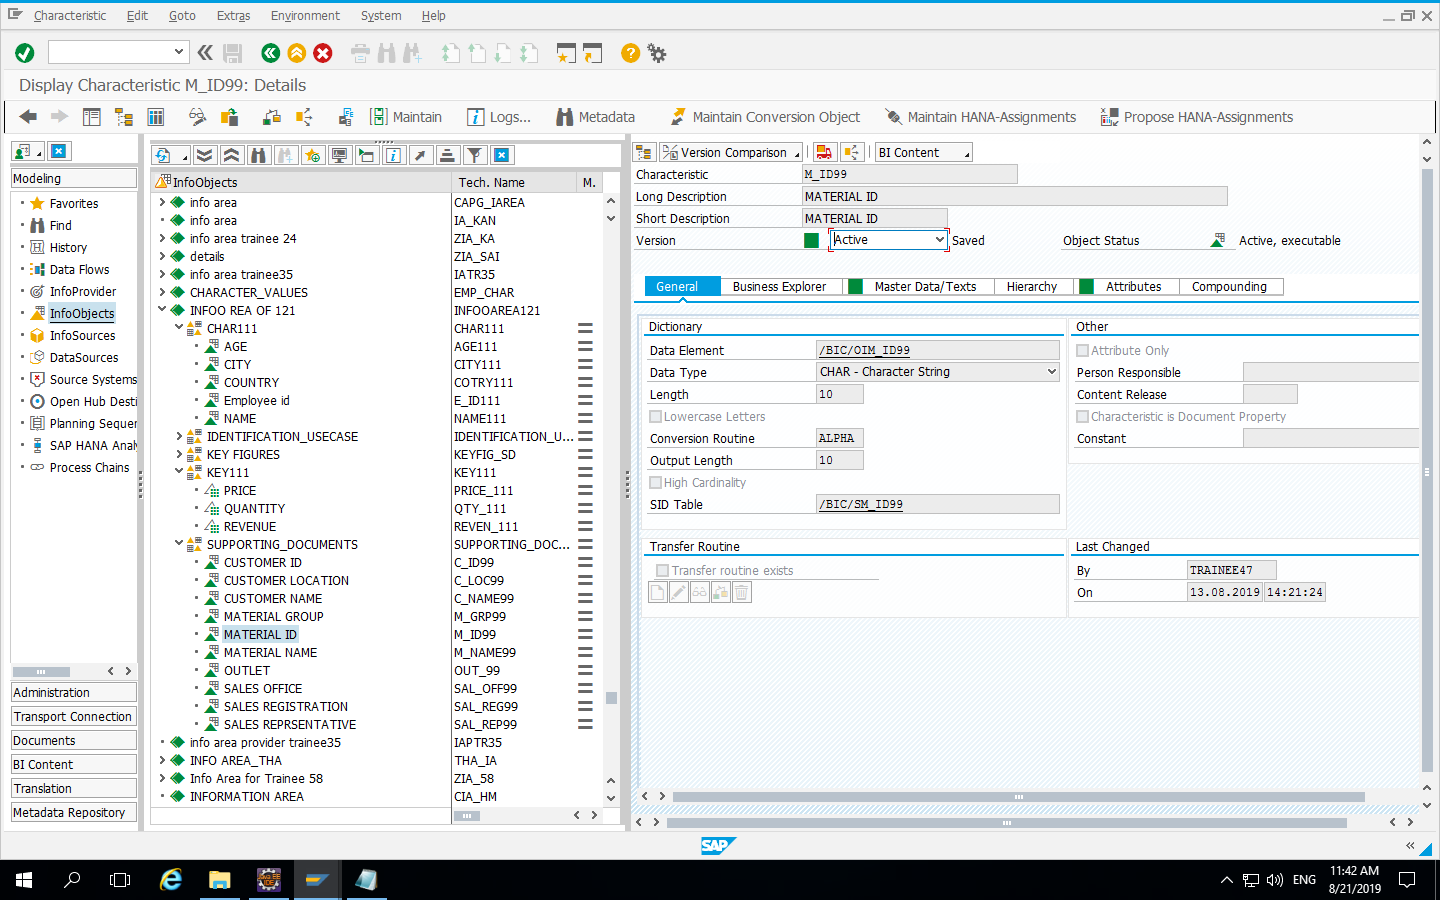 Characteristic Edit Goto Extras Environment System Help
Display Characteristic M_ID99: Details
Maintain Logs... Metadata Maintain Conversion Object Maintain HANA-Assignments Propose HANA-Assignments
Modeling
Favorites
Find
History
Data Flows
InfoProvider
InfoObjects
InfoSources
DataSources
Source Systems
Open Hub Desti
Planning Sequer
SAP HANA Analy
Process Chains
Administration
Transport Connection
Documents
BI Content
Translation
Metadata Repository
InfoObjects Tech. Name M.
info area CAPG_IAREA
info area IA_KAN
info area trainee 24 ZIA_KA
details ZIA_SAI
info area trainee35 IATR35
CHARACTER_VALUES EMP_CHAR
INFOO REA OF 121 INFOOAREA121
CHAR111 CHAR111
AGE AGE111
CITY CITY111
COUNTRY COTRY111
Employee id E_ID111
NAME NAME111
IDENTIFICATION_USECASE IDENTIFICATION_U...
KEY FIGURES KEYFIG_SD
KEY111 KEY111
PRICE PRICE_111
QUANTITY QTY_111
REVENUE REVEN_111
SUPPORTING_DOCUMENTS SUPPORTING_DOC...
CUSTOMER ID C_ID99
CUSTOMER LOCATION C_LOC99
CUSTOMER NAME C_NAME99
MATERIAL GROUP M_GRP99
MATERIAL ID M_ID99
MATERIAL NAME M_NAME99
OUTLET OUT_99
SALES OFFICE SAL_OFF99
SALES REGISTRATION SAL_REG99
SALES REPRSENTATIVE SAL_REP99
info area provider trainee35 IAPTR35
INFO AREA_THA THA_IA
Info Area for Trainee 58 ZIA_58
INFORMATION AREA CIA_HM
Version Comparison BI Content
Characteristic M_ID99
Long Description MATERIAL ID
Short Description MATERIAL ID
Version Active Saved Object Status Active, executable
General Business Explorer Master Data/Texts Hierarchy Attributes Compounding
Dictionary
Data Element /BIC/OIM_ID99
Data Type CHAR - Character String
Length 10
Lowercase Letters
Conversion Routine ALPHA
Output Length 10
High Cardinality
SID Table /BIC/SM_ID99
Other
Attribute Only
Person Responsible
Content Release
Characteristic is Document Property
Constant
Transfer Routine
Transfer routine exists
Last Changed
By TRAINEE47
On 13.08.2019 14:21:24
SAP
Java EE
IDE
ENG
11:42 AM
8/21/2019